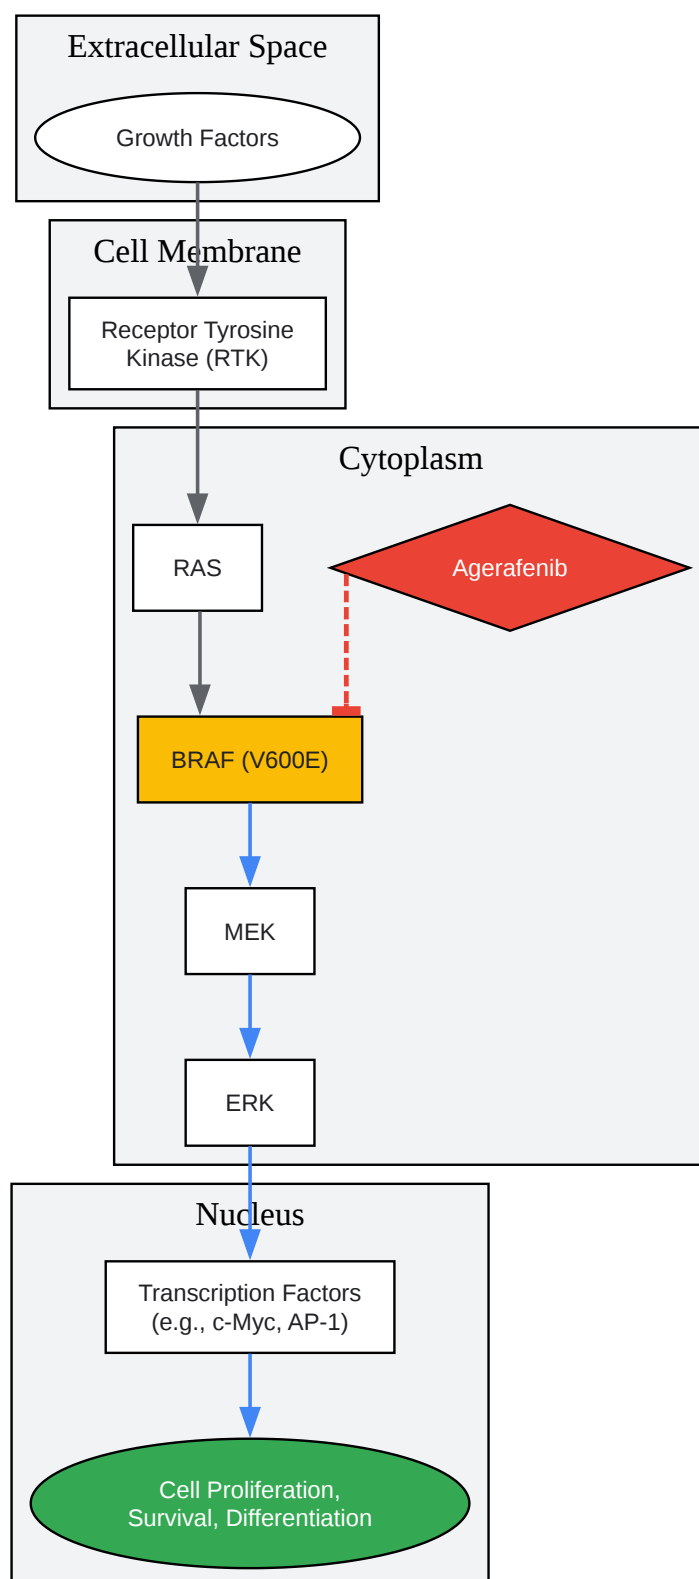 Extracellular Space
Growth Factors
Cell Membrane
Receptor Tyrosine
Kinase (RTK)
Cytoplasm
RAS
Agerafenib
BRAF (V600E)
MEK
ERK
Nucleus
Transcription Factors
(e.g., c-Myc, AP-1)
Cell Proliferation,
Survival, Differentiation